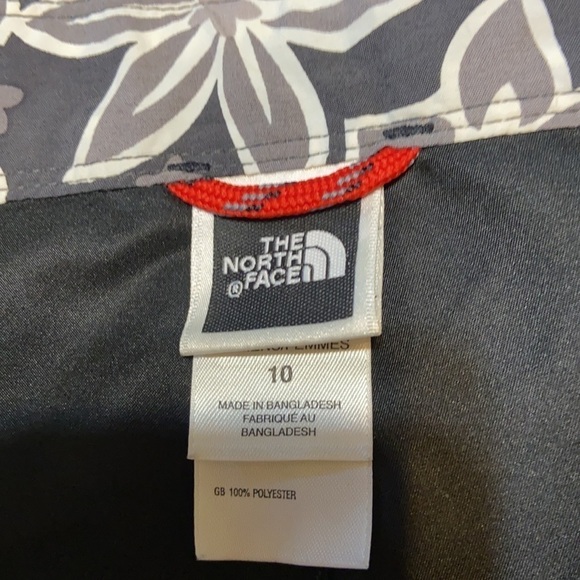 THE
NORTH
® FACE
10
MADE IN BANGLADESH
FABRIQUÉ AU
BANGLADESH
GB 100% POLYESTER